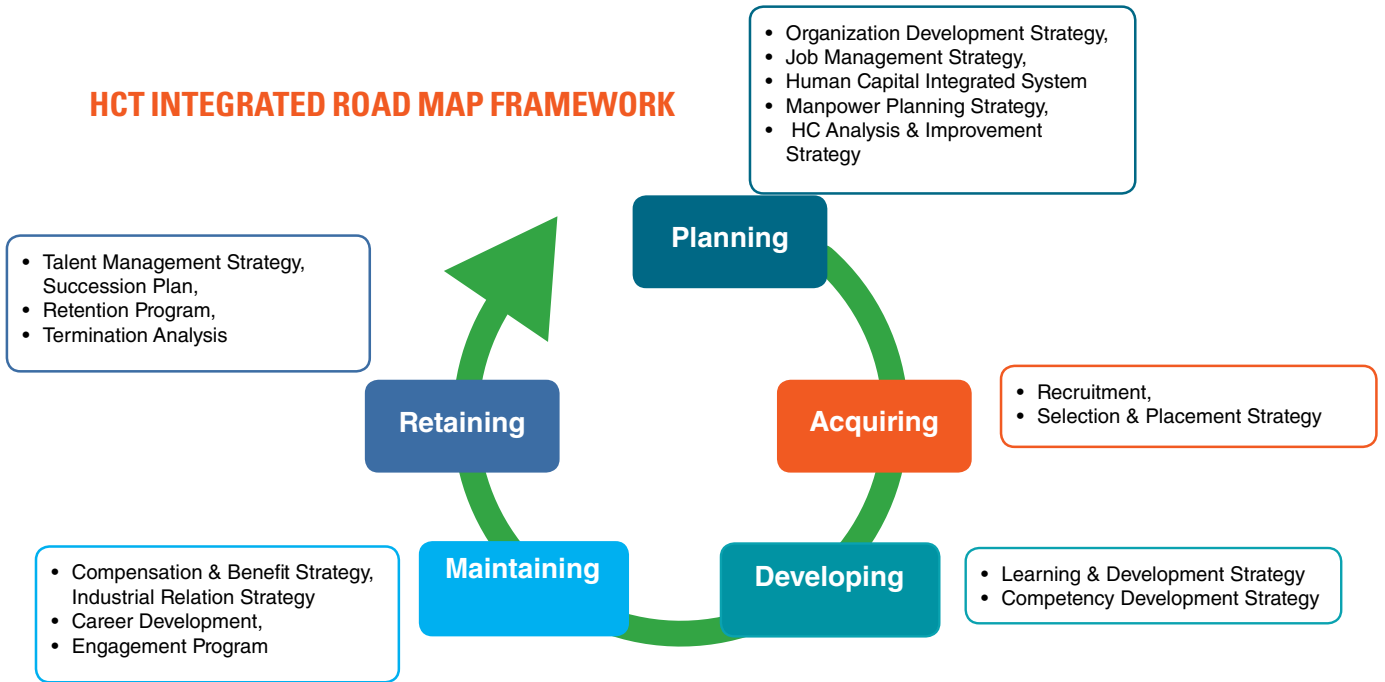 HCT INTEGRATED ROAD MAP FRAMEWORK
• Organization Development Strategy,
• Job Management Strategy,
• Human Capital Integrated System
• Manpower Planning Strategy,
• HC Analysis & Improvement
Strategy
Planning
• Recruitment,
• Selection & Placement Strategy
Acquiring
• Learning & Development Strategy
• Competency Development Strategy
Developing
Maintaining
• Compensation & Benefit Strategy,
Industrial Relation Strategy
• Career Development,
• Engagement Program
Retaining
• Talent Management Strategy,
Succession Plan,
• Retention Program,
• Termination Analysis